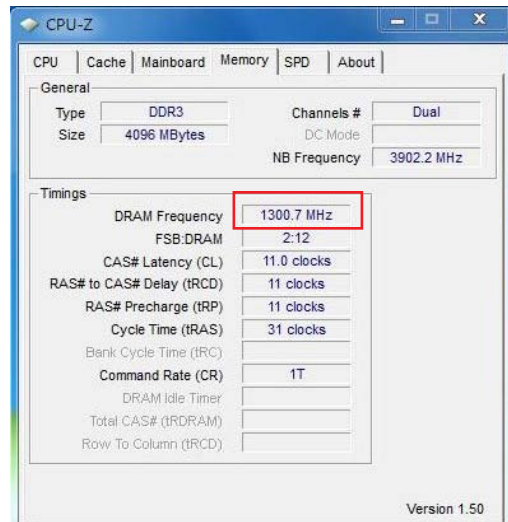 CPU-Z
CPU Cache Mainboard Memory SPD About
General
Type DDR3 Channels # Dual
Size 4096 MBytes DC Mode
NB Frequency 3902.2 MHz
Timings
DRAM Frequency 1300.7 MHz
FSB:DRAM 2:12
CAS# Latency (CL) 11.0 clocks
RAS# to CAS# Delay (tRCD) 11 clocks
RAS# Precharge (tRP) 11 clocks
Cycle Time (tRAS) 31 clocks
Bank Cycle Time (tRC)
Command Rate (CR) 1T
DRAM Idle Timer
Total CAS# (tRDRAM)
Row To Column (tRCD)
Version 1.50